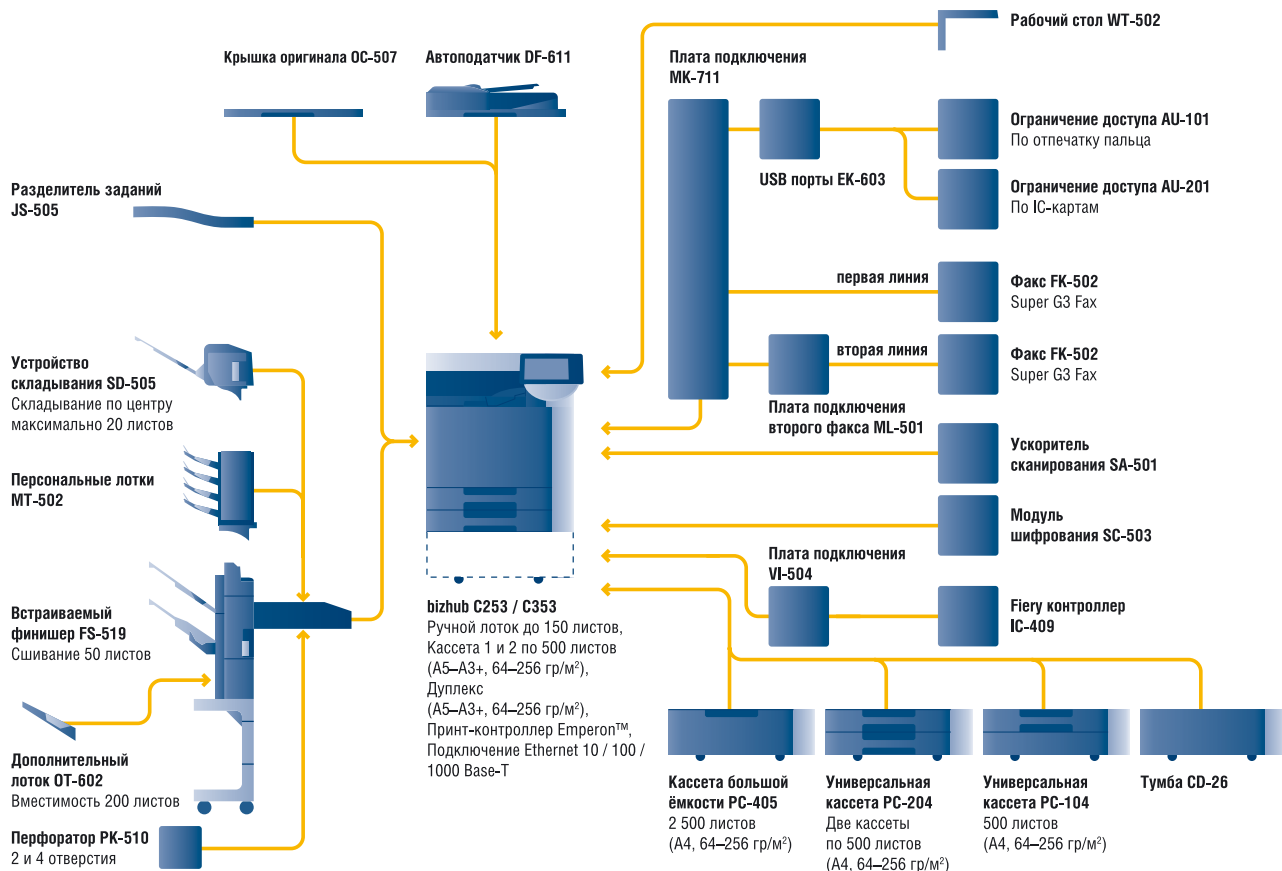 Рабочий стол WT-502
Крышка оригинала OC-507
Автоподатчик DF-611
Плата подключения
MK-711
Ограничение доступа AU-101
По отпечатку пальца
USB порты EK-603
Разделитель заданий
JS-505
Ограничение доступа AU-201
По IC-картам
первая линия
Факс FK-502
Super G3 Fax
Устройство
складывания SD-505
Складывание по центру
максимально 20 листов
вторая линия
Факс FK-502
Super G3 Fax
Плата подключения
второго факса ML-501
Ускоритель
сканирования SA-501
Персональные лотки
MT-502
Модуль
шифрования SC-503
Плата подключения
VI-504
Встраиваемый
финишер FS-519
Сшивание 50 листов
bizhub C253 / C353
Ручной лоток до 150 листов,
Кассета 1 и 2 по 500 листов
(A5–A3+, 64–256 гр/м²),
Дуплекс
(A5–A3+, 64–256 гр/м²),
Принт-контроллер Emperon™,
Подключение Ethernet 10 / 100 /
1000 Base-T
Fiery контроллер
IC-409
Дополнительный
лоток OT-602
Вместимость 200 листов
Перфоратор PK-510
2 и 4 отверстия
Кассета большой
ёмкости PC-405
2 500 листов
(A4, 64–256 гр/м²)
Универсальная
кассета PC-204
Две кассеты
по 500 листов
(A4, 64–256 гр/м²)
Универсальная
кассета PC-104
500 листов
(A4, 64–256 гр/м²)
Тумба CD-26